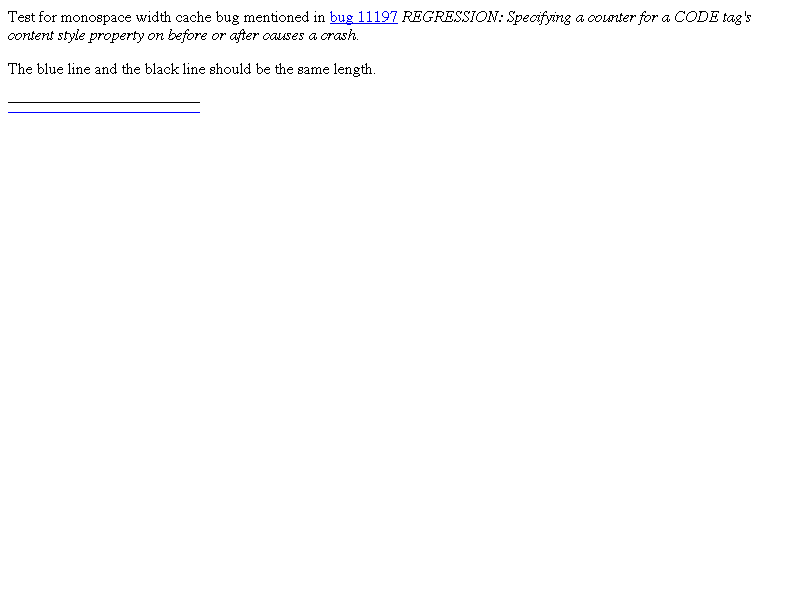 Test for monospace width cache bug mentioned in bug 11197 REGRESSION: Specifying a counter for a CODE tag's
content style property on before or after causes a crash.
The blue line and the black line should be the same length.